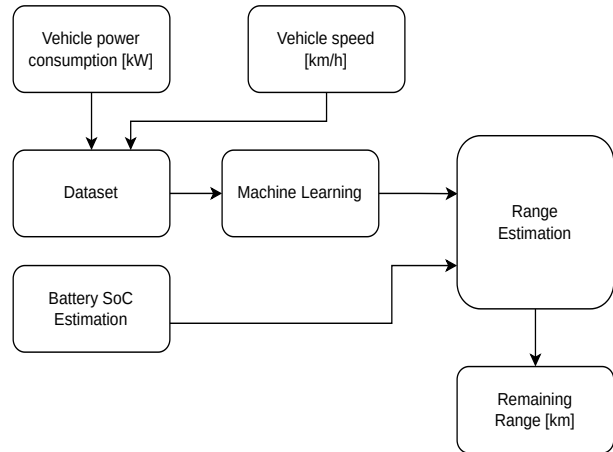 Vehicle power
consumption [kW]
Vehicle speed
[km/h]
Dataset
Machine Learning
Range
Estimation
Battery SoC
Estimation
Remaining
Range [km]